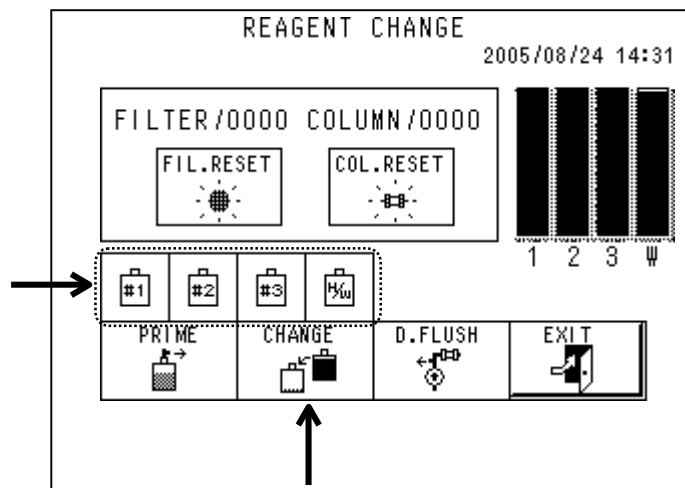 REAGENT CHANGE
2005/08/24 14:31
FILTER/0000 COLUMN/0000
FIL.RESET COL.RESET
1 2 3 W
#1 #2 #3 H/W
PRIME CHANGE D.FLUSH EXIT